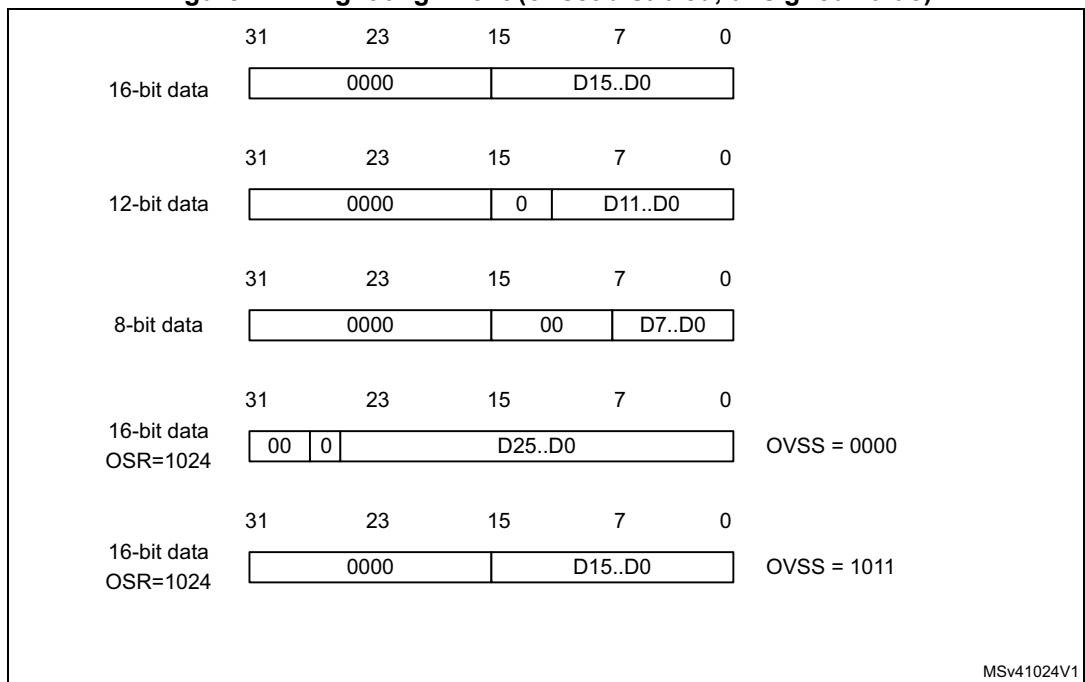 31 23 15 7 0
16-bit data 0000 D15..D0
31 23 15 7 0
12-bit data 0000 0 D11..D0
31 23 15 7 0
8-bit data 0000 00 D7..D0
31 23 15 7 0
16-bit data
OSR=1024 00 0 D25..D0 OVSS = 0000
31 23 15 7 0
16-bit data
OSR=1024 0000 D15..D0 OVSS = 1011
MSv41024V1